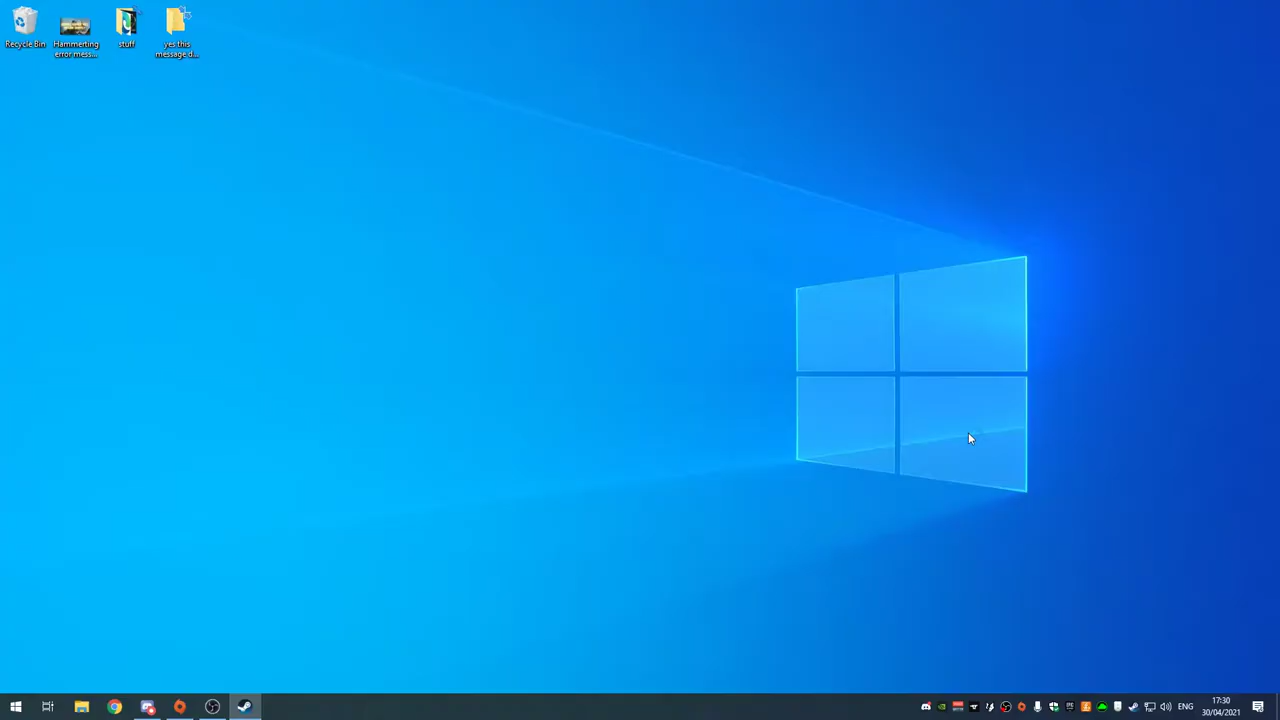 Recycle Bin
Hammerting
error mess...
stuff
yes this
message d...
ENG
17:30
30/04/2021